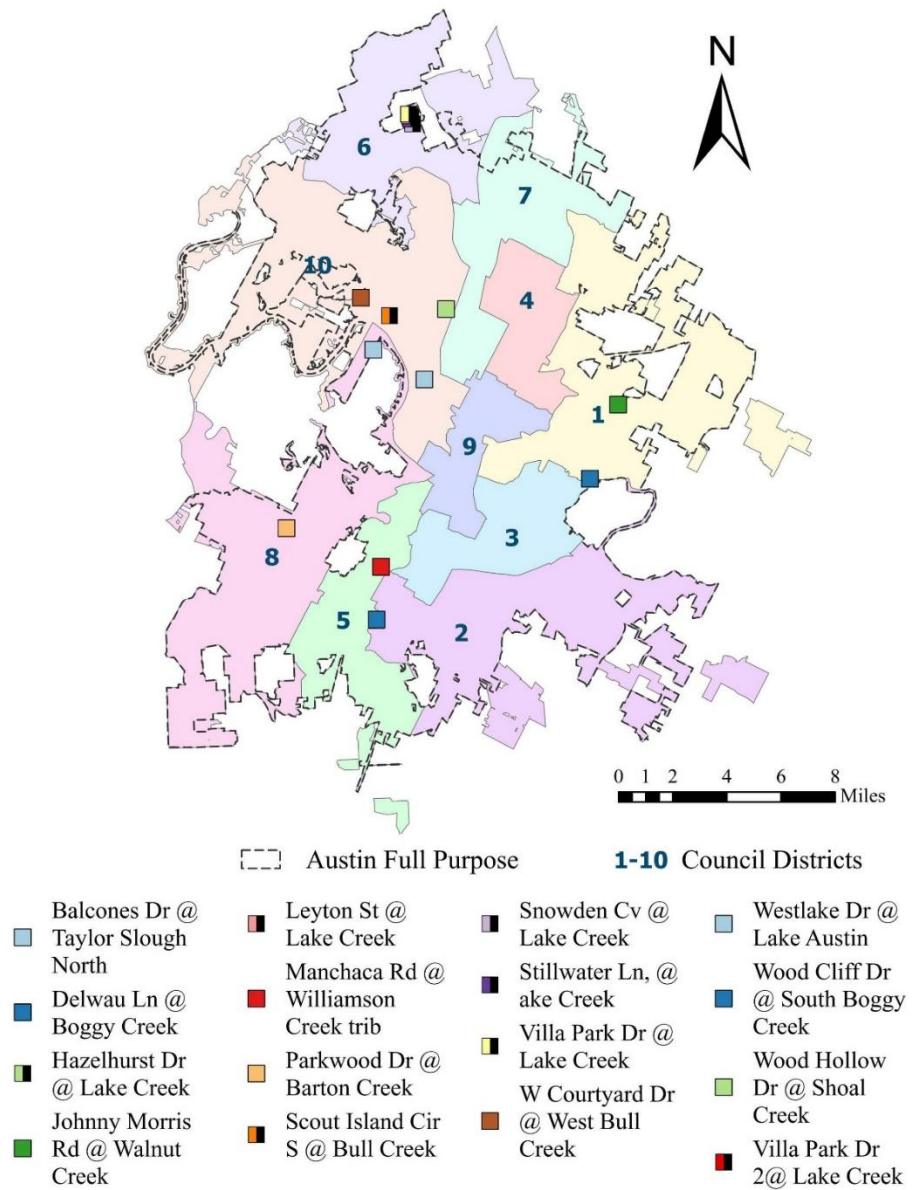 N
6
7
10
4
1
9
3
8
5
2
0 1 2 4 6 8
Miles
Austin Full Purpose
1-10 Council Districts
Balcones Dr @
Taylor Slough
North
Delwau Ln @
Boggy Creek
Hazelhurst Dr
@ Lake Creek
Johnny Morris
Rd @ Walnut
Creek
Leyton St @
Lake Creek
Manchaca Rd @
Williamson
Creek trib
Parkwood Dr @
Barton Creek
Scout Island Cir
S @ Bull Creek
Snowden Cv @
Lake Creek
Stillwater Ln, @
ake Creek
Villa Park Dr @
Lake Creek
W Courtyard Dr
@ West Bull
Creek
Westlake Dr @
Lake Austin
Wood Cliff Dr
@ South Boggy
Creek
Wood Hollow
Dr @ Shoal
Creek
Villa Park Dr
2@ Lake Creek